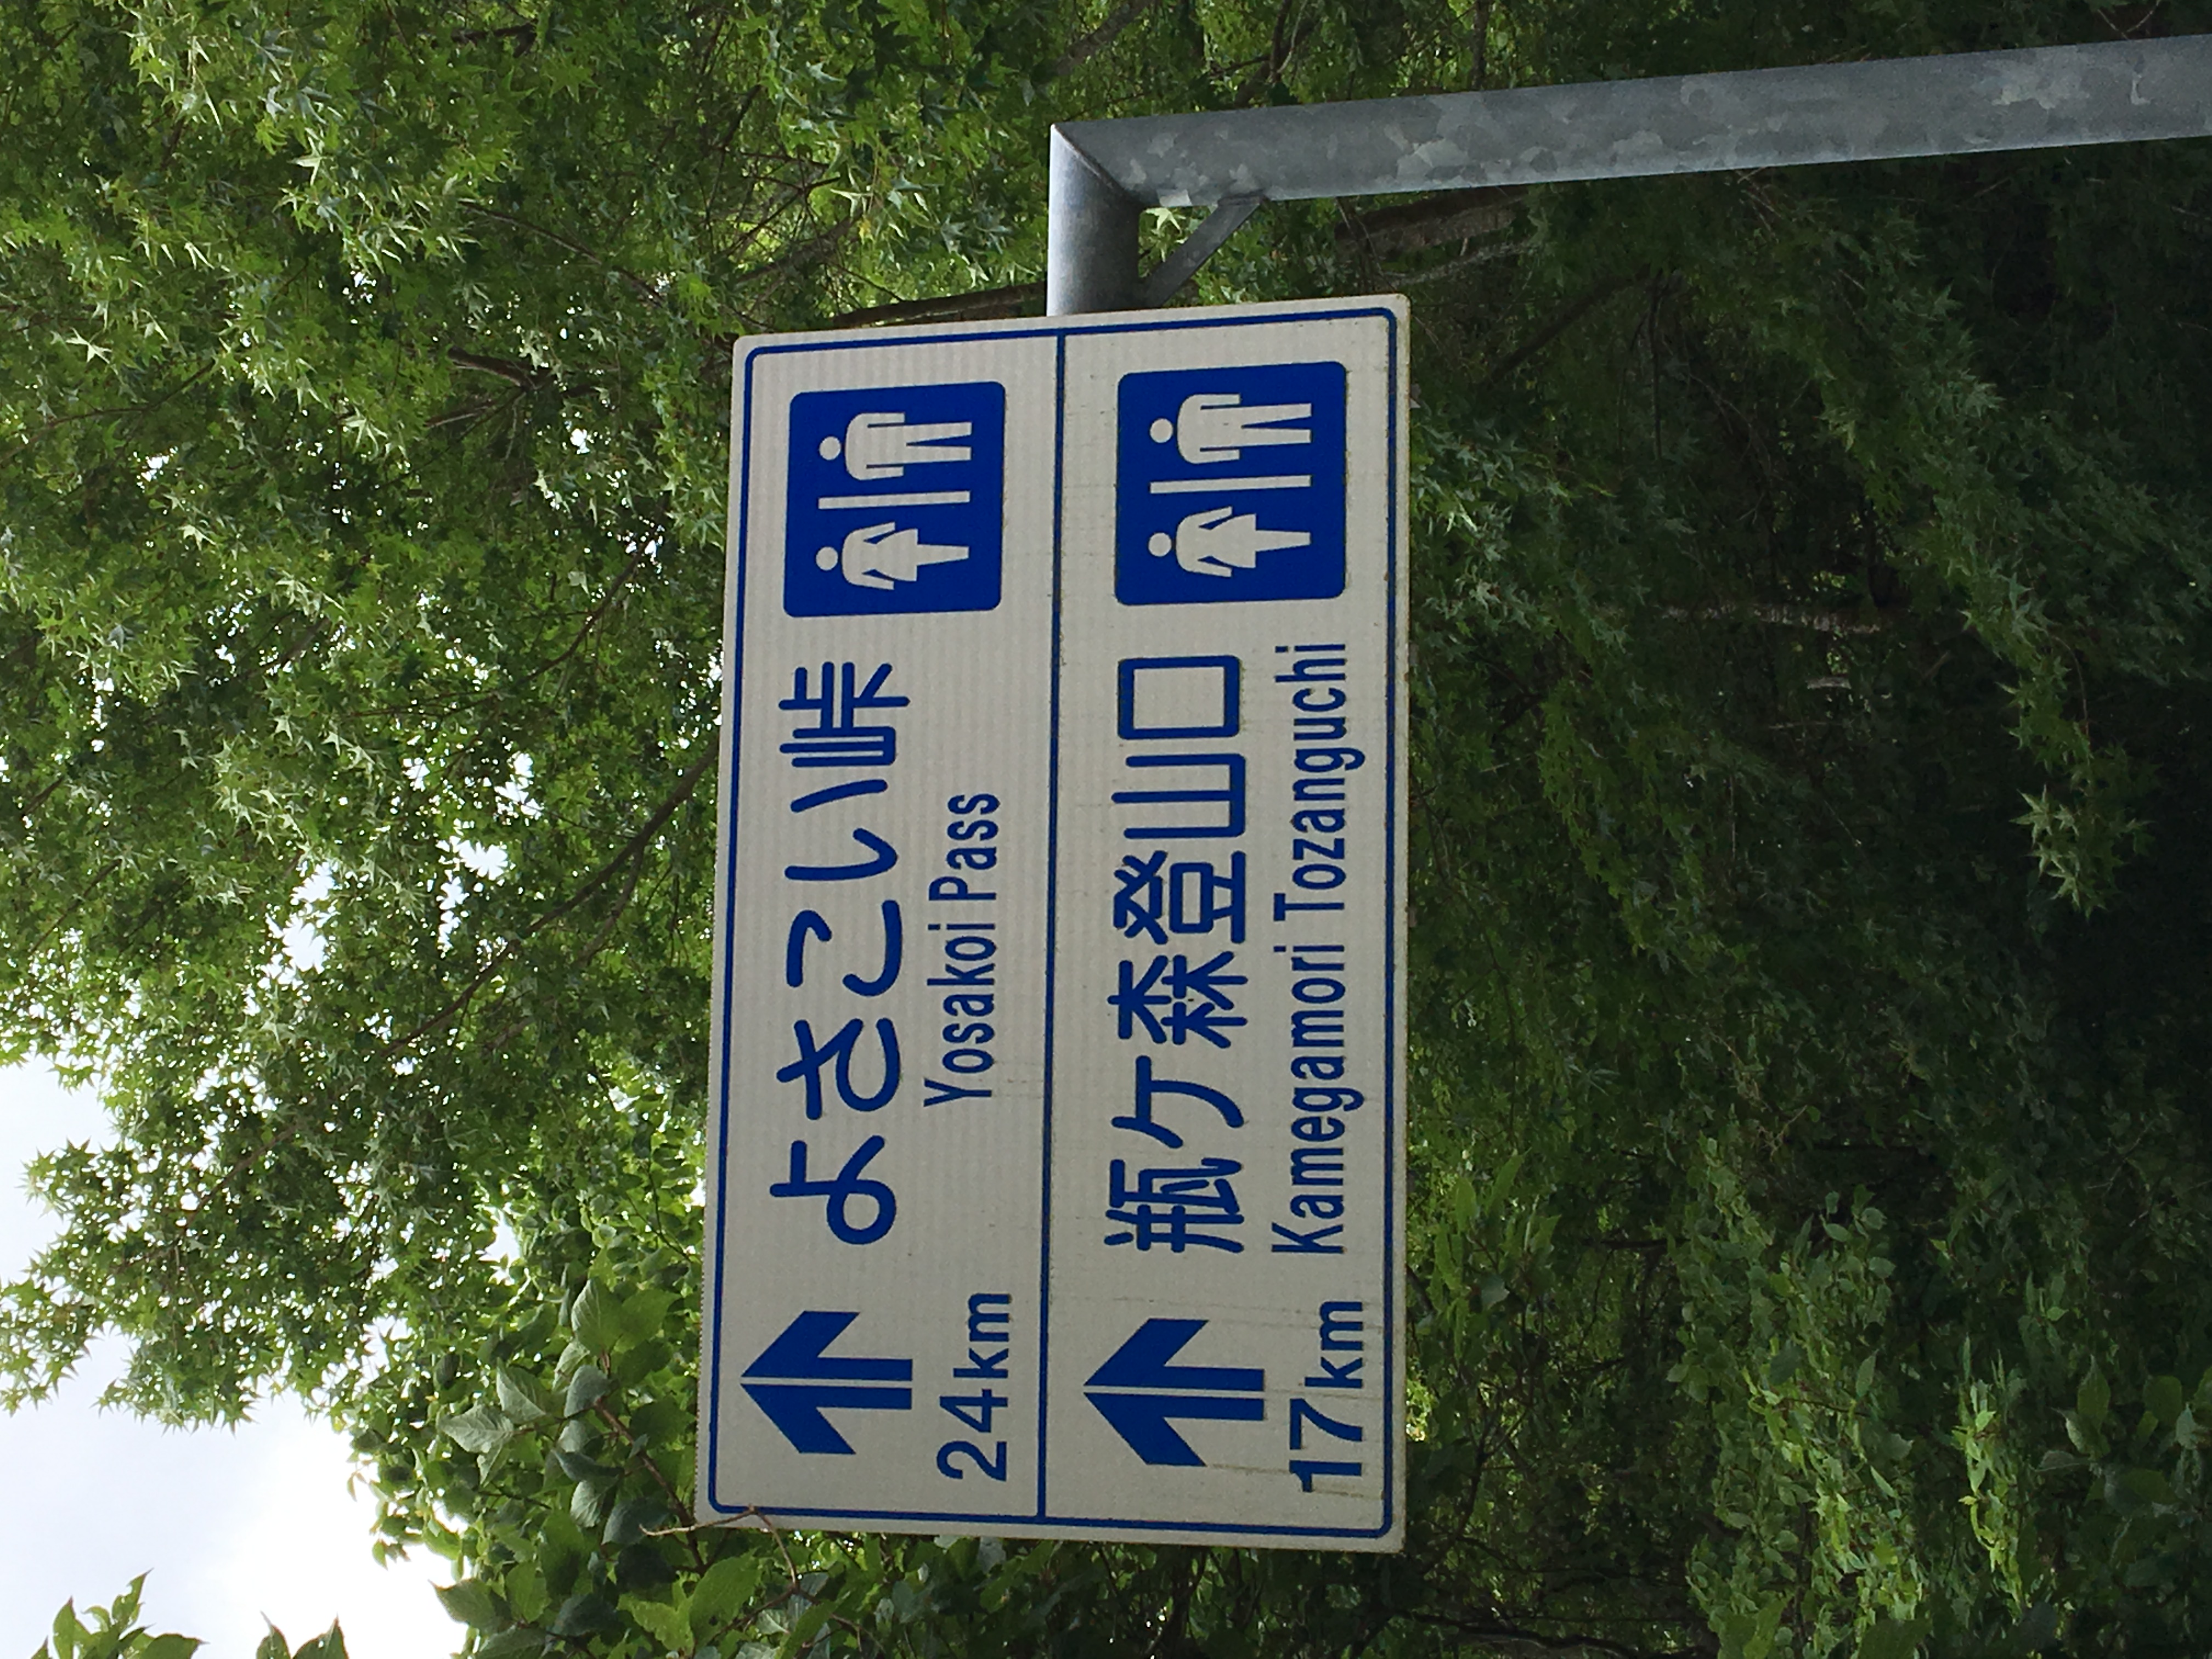 よさこい峠
Yosakoi Pass
24km
瓶ケ森登山口
Kamegamori Tozanguchi
17km